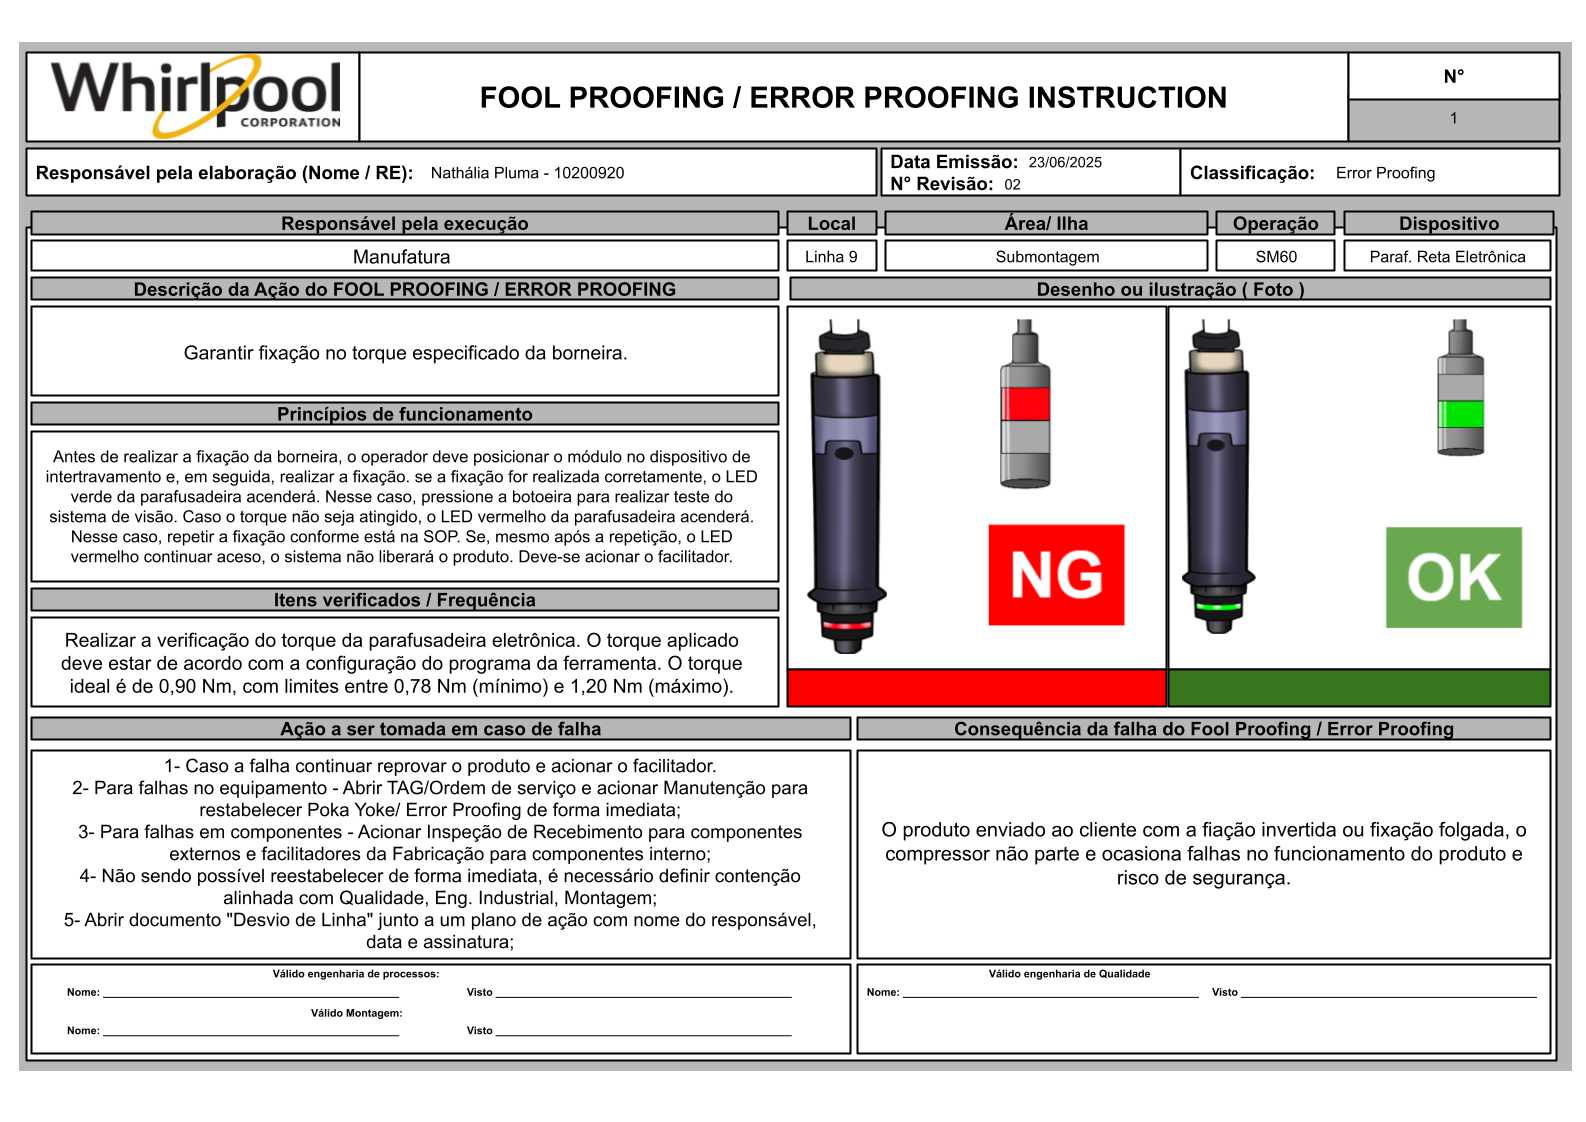 Whirlpool
CORPORATION
FOOL PROOFING / ERROR PROOFING INSTRUCTION
N°
1
Responsável pela elaboração (Nome / RE): Nathália Pluma - 10200920
Data Emissão: 23/06/2025
N° Revisão: 02
Classificação: Error Proofing
Responsável pela execução
Local
Área/ Ilha
Operação
Dispositivo
Manufatura
Linha 9
Submontagem
SM60
Paraf. Reta Eletrônica
Descrição da Ação do FOOL PROOFING / ERROR PROOFING
Desenho ou ilustração ( Foto )
Garantir fixação no torque especificado da borneira.
Princípios de funcionamento
Antes de realizar a fixação da borneira, o operador deve posicionar o módulo no dispositivo de
intertravamento e, em seguida, realizar a fixação. se a fixação for realizada corretamente, o LED
verde da parafusadeira acenderá. Nesse caso, pressione a botoeira para realizar teste do
sistema de visão. Caso o torque não seja atingido, o LED vermelho da parafusadeira acenderá.
Nesse caso, repetir a fixação conforme está na SOP. Se, mesmo após a repetição, o LED
vermelho continuar aceso, o sistema não liberará o produto. Deve-se acionar o facilitador.
NG
OK
Itens verificados / Frequência
Realizar a verificação do torque da parafusadeira eletrônica. O torque aplicado
deve estar de acordo com a configuração do programa da ferramenta. O torque
ideal é de 0,90 Nm, com limites entre 0,78 Nm (mínimo) e 1,20 Nm (máximo).
Ação a ser tomada em caso de falha
1- Caso a falha continuar reprovar o produto e acionar o facilitador.
2- Para falhas no equipamento - Abrir TAG/Ordem de serviço e acionar Manutenção para
restabelecer Poka Yoke/ Error Proofing de forma imediata;
3- Para falhas em componentes - Acionar Inspeção de Recebimento para componentes
externos e facilitadores da Fabricação para componentes interno;
4- Não sendo possível reestabelecer de forma imediata, é necessário definir contenção
alinhada com Qualidade, Eng. Industrial, Montagem;
5- Abrir documento "Desvio de Linha" junto a um plano de ação com nome do responsável,
data e assinatura;
Consequência da falha do Fool Proofing / Error Proofing
O produto enviado ao cliente com a fiação invertida ou fixação folgada, o
compressor não parte e ocasiona falhas no funcionamento do produto e
risco de segurança.
Válido engenharia de processos:
Nome: Visto
Válido Montagem:
Nome: Visto
Válido engenharia de Qualidade
Nome: Visto